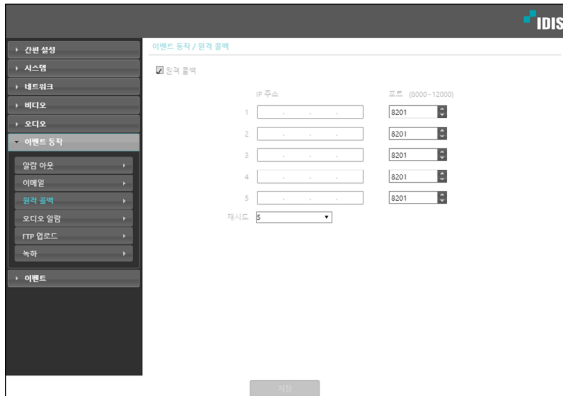 IDIS
간편 설정
시스템
네트워크
비디오
오디오
이벤트 동작
알람 아웃
이메일
원격 콜백
오디오 알람
FTP 업로드
녹화
이벤트
이벤트 동작 / 원격 콜백
원격 콜백
IP 주소 포트 (8000~12000)
1 . . . 8201
2 . . . 8201
3 . . . 8201
4 . . . 8201
5 . . . 8201
재시도 5
저장